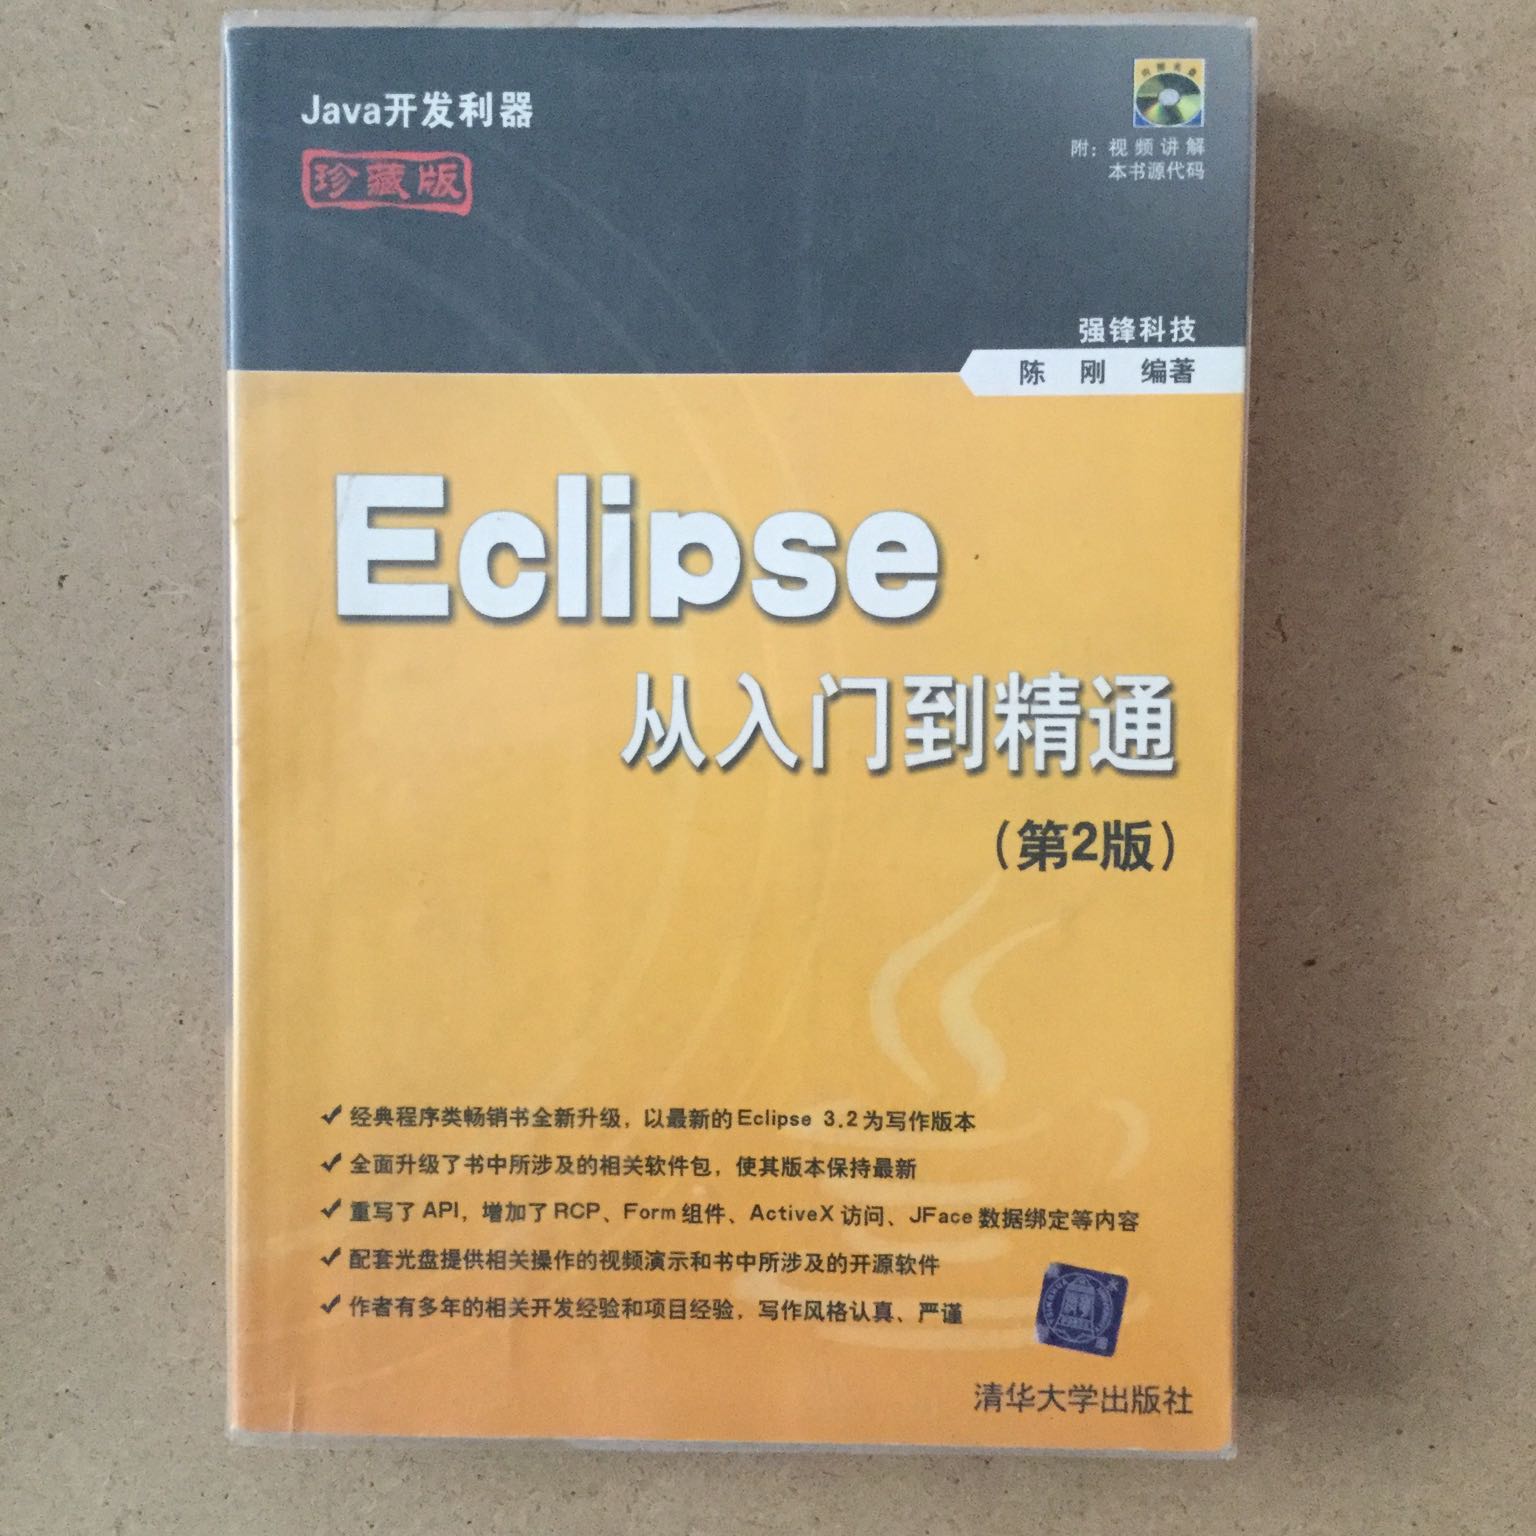 Java开发利器
珍藏版
附：视频讲解
本书源代码
强锋科技
陈 刚 编著
Eclipse
从入门到精通
（第2版）
✓经典程序类畅销书全新升级，以最新的Eclipse 3.2为写作版本
✓全面升级了书中所涉及的相关软件包，使其版本保持最新
✓重写了API，增加了RCP、Form组件、ActiveX访问、JFace数据绑定等内容
✓配套光盘提供相关操作的视频演示和书中所涉及的开源软件
✓作者有多年的相关开发经验和项目经验，写作风格认真、严谨
清华大学出版社